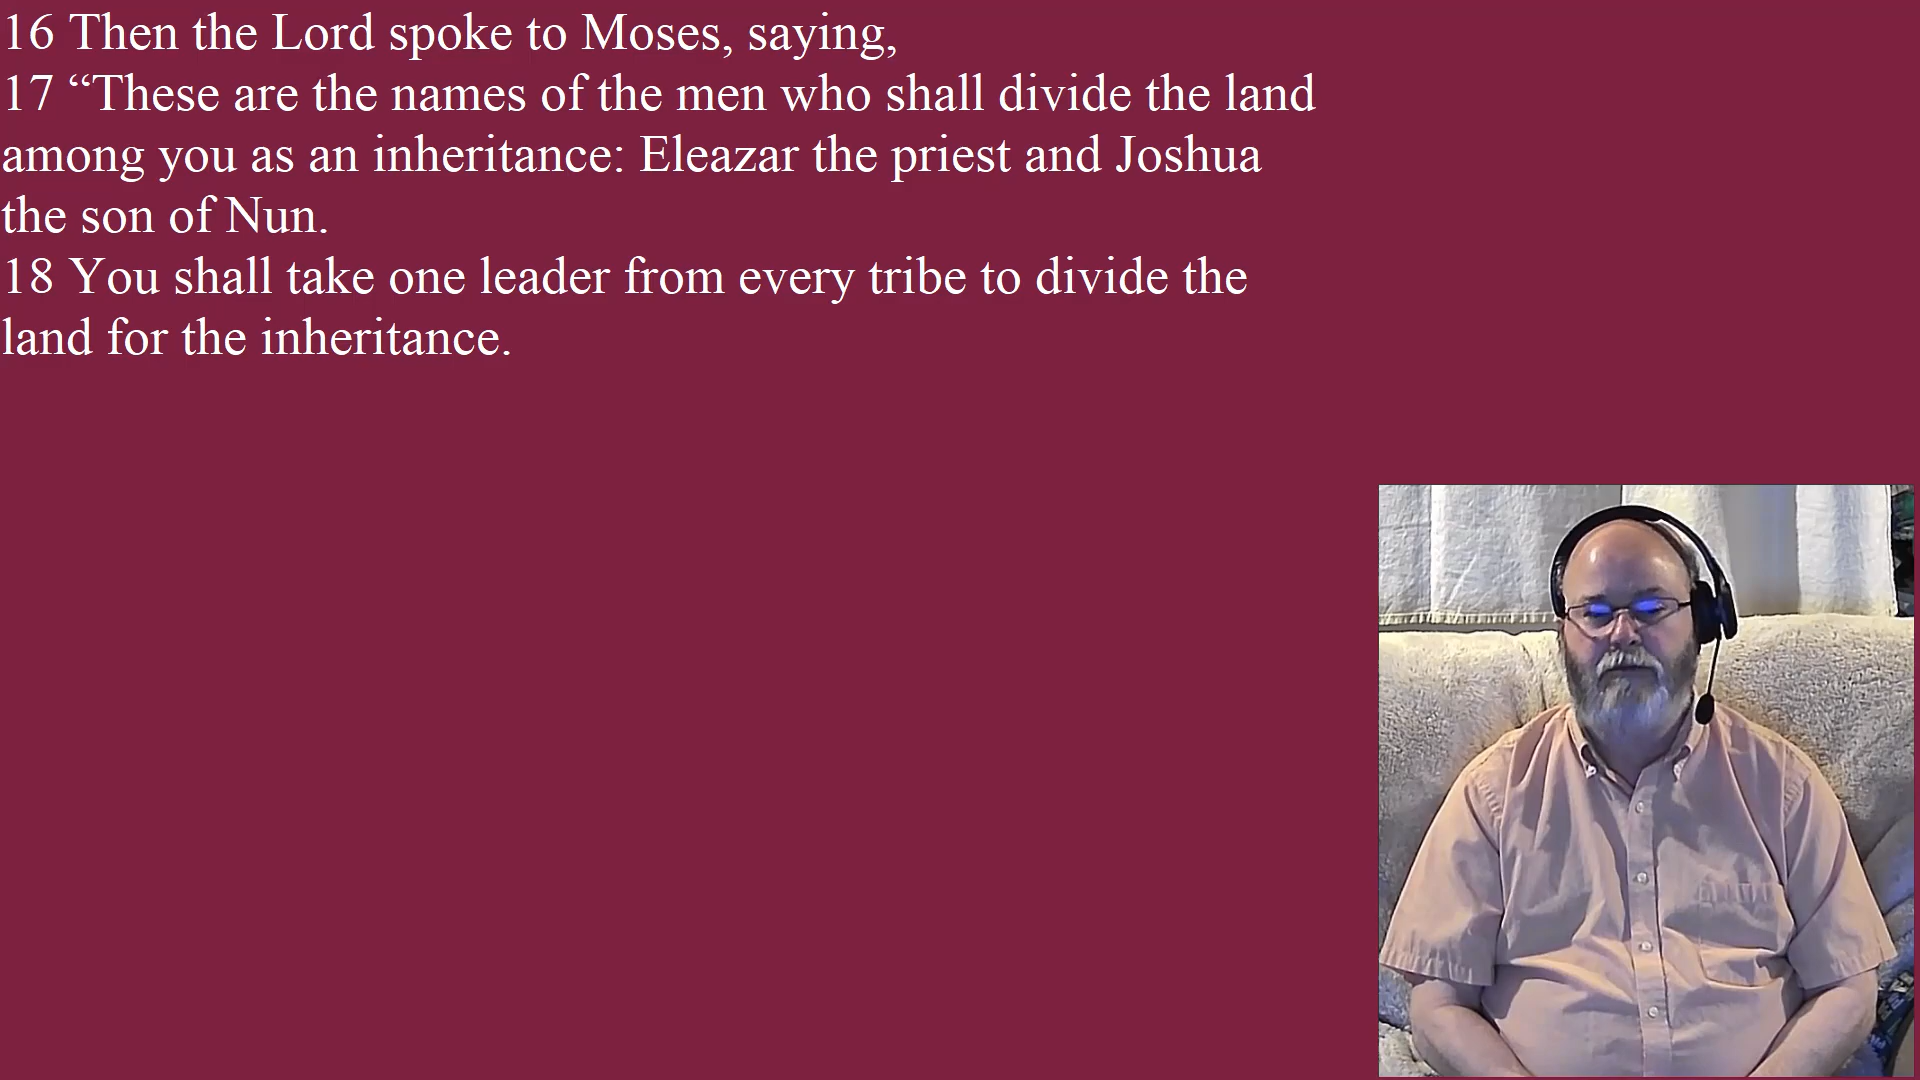 16 Then the Lord spoke to Moses, saying,
17 “These are the names of the men who shall divide the land
among you as an inheritance: Eleazar the priest and Joshua
the son of Nun.
18 You shall take one leader from every tribe to divide the
land for the inheritance.